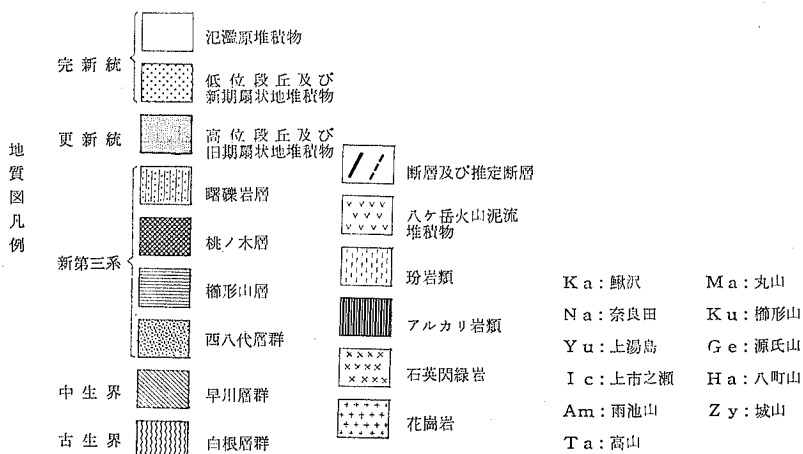 地質図凡例
完新統
氾濫原堆積物
低位段丘及び
新期扇状地堆積物
更新統
高位段丘及び
旧期扇状地堆積物
新第三系
曙礫岩層
桃ノ木層
櫛形山層
西八代層群
中生界
早川層群
古生界
白根層群
断層及び推定断層
八ケ岳火山泥流
堆積物
玢岩類
アルカリ岩類
石英閃緑岩
花崗岩
Ka:鰍沢
Na:奈良田
Yu:上湯島
Ic:上市之瀬
Am:雨池山
Ta:高山
Ma:丸山
Ku:櫛形山
Ge:源氏山
Ha:八町山
Zy:城山